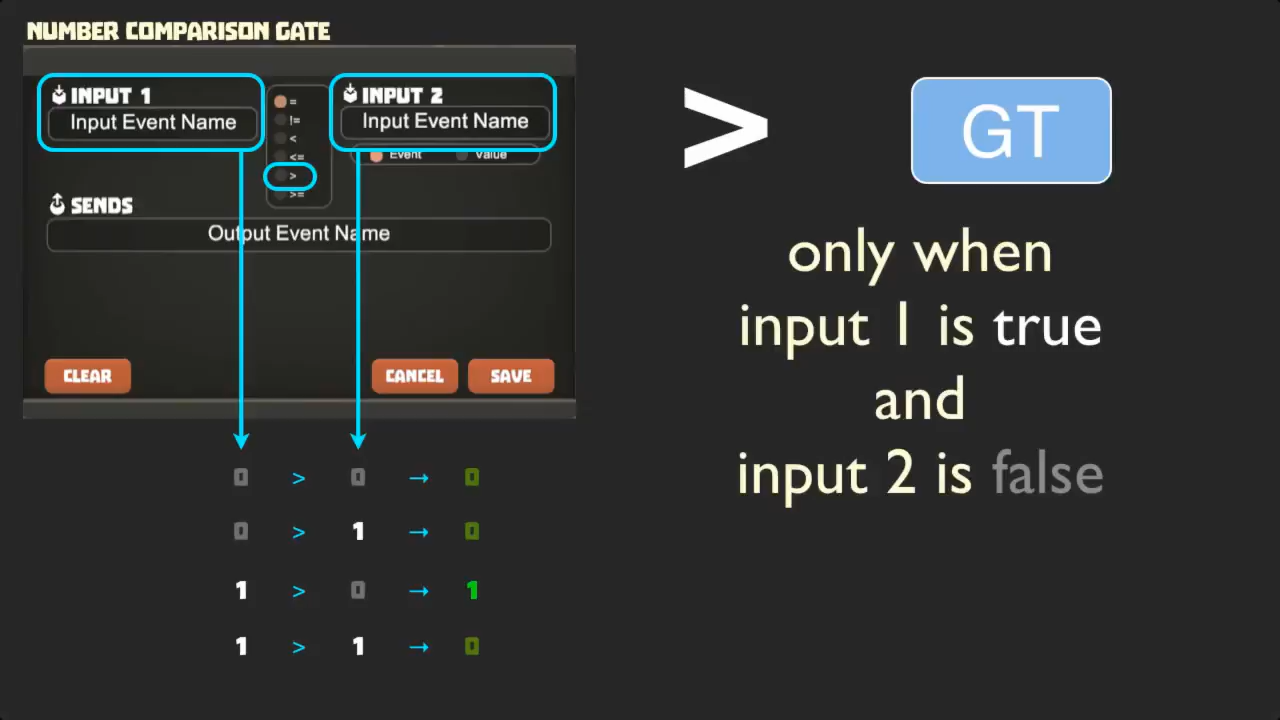 NUMBER COMPARISON GATE
INPUT 1
Input Event Name
=
!=
<
<=
>
>=
INPUT 2
Input Event Name
Event Value
SENDS
Output Event Name
CLEAR CANCEL SAVE
0 > 0 → 0
0 > 1 → 0
1 > 0 → 1
1 > 1 → 0
> GT
only when
input 1 is true
and
input 2 is false